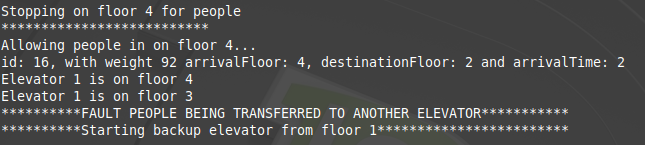 Stopping on floor 4 for people
**************************
Allowing people in on floor 4...
id: 16, with weight 92 arrivalFloor: 4, destinationFloor: 2 and arrivalTime: 2
Elevator 1 is on floor 4
Elevator 1 is on floor 3
**********FAULT PEOPLE BEING TRANSFERRED TO ANOTHER ELEVATOR***********
**********Starting backup elevator from floor 1************************